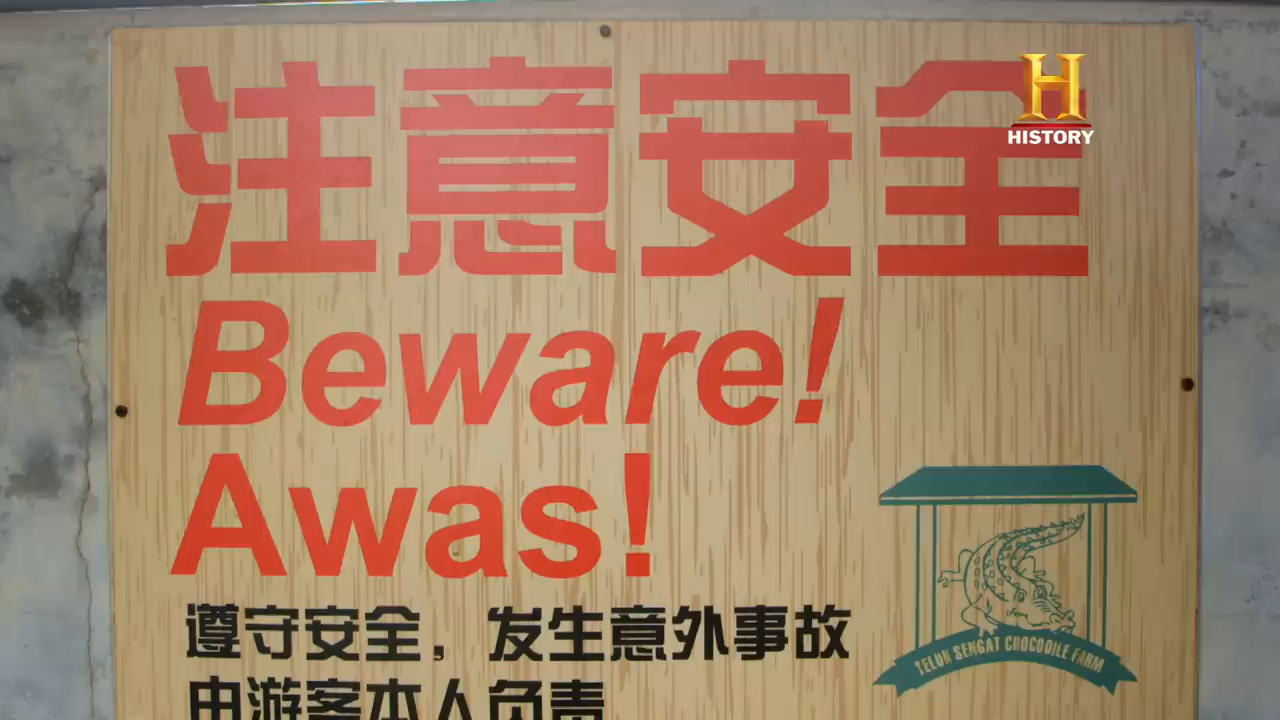 注意安全
H
HISTORY
Beware!
Awas!
遵守安全，发生意外事故
由游客本人负责
TELUK SENGAT CHOCODILE FARM